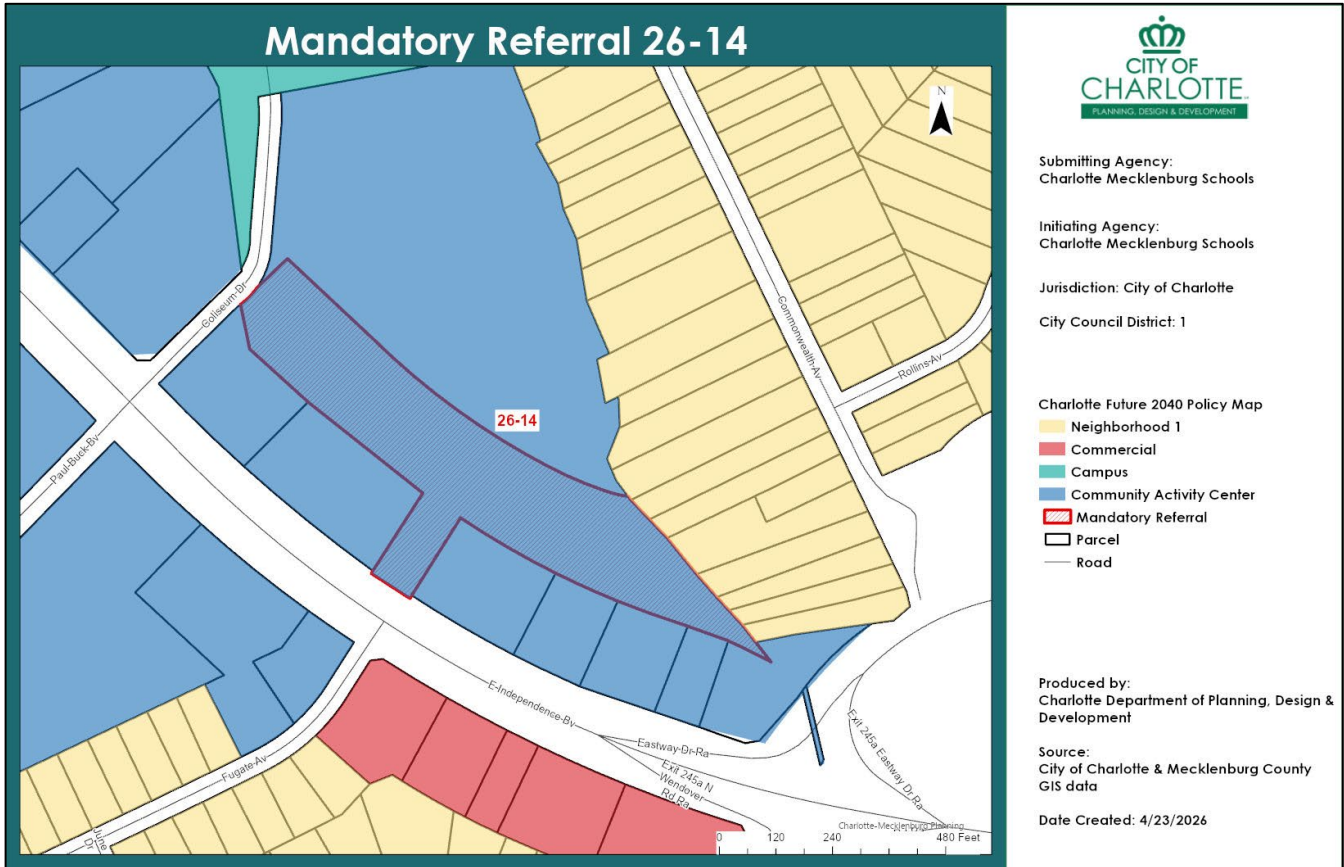 Mandatory Referral 26-14
CITY OF
CHARLOTTE
PLANNING, DESIGN & DEVELOPMENT
N
Submitting Agency:
Charlotte Mecklenburg Schools
Initiating Agency:
Charlotte Mecklenburg Schools
Jurisdiction: City of Charlotte
City Council District: 1
Charlotte Future 2040 Policy Map
Neighborhood 1
Commercial
Campus
Community Activity Center
Mandatory Referral
Parcel
Road
Produced by:
Charlotte Department of Planning, Design &
Development
Source:
City of Charlotte & Mecklenburg County
GIS data
Date Created: 4/23/2026
Coliseum-Dr
Commonwealth-Av
Rollins-Av
26-14
Paul-Buck-Bv
E-Independence-Bv
Eastway-Dr-Ra
Exit 245a N
Wendover
Rd Ra
Exit 245a Eastway Dr Ra
Fugate-Av
June
Dr
Charlotte-Mecklenburg Planning
0 120 240 480 Feet